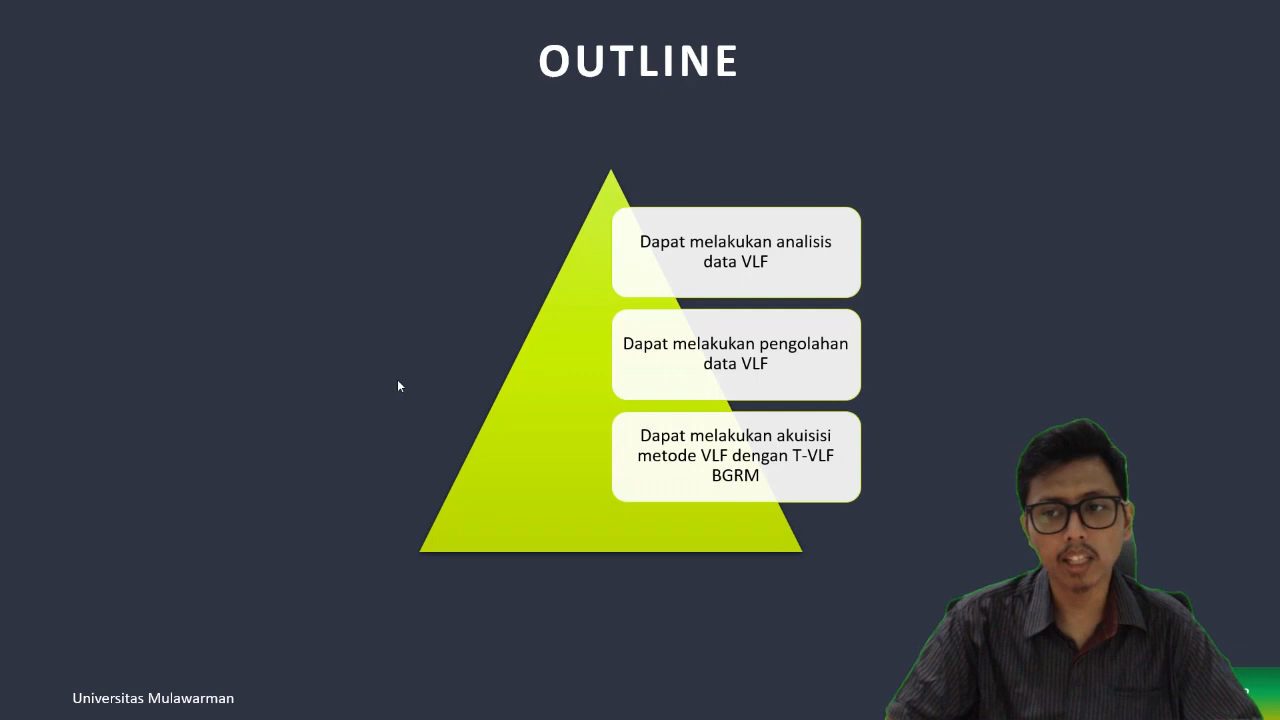 OUTLINE
Dapat melakukan analisis
data VLF
Dapat melakukan pengolahan
data VLF
Dapat melakukan akuisisi
metode VLF dengan T-VLF
BGRM
Universitas Mulawarman